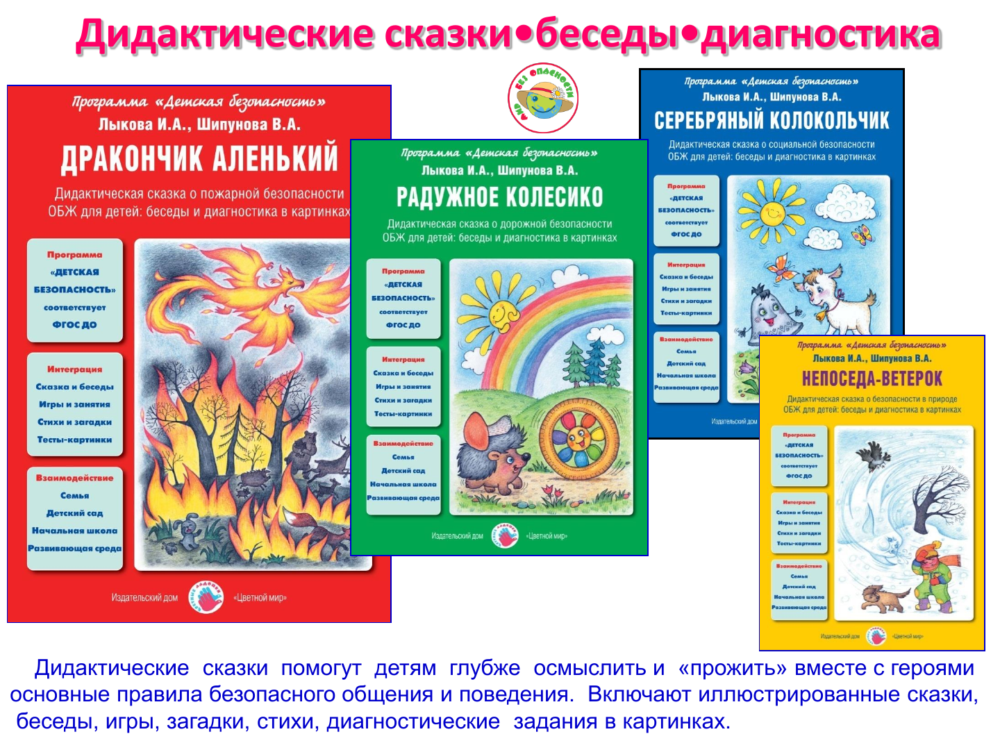 Дидактические сказки•беседы•диагностика
МИР БЕЗ ОПАСНОСТИ
Программа «Детская безопасность»
Лыкова И.А., Шипунова В.А.
ДРАКОНЧИК АЛЕНЬКИЙ
Дидактическая сказка о пожарной безопасности
ОБЖ для детей: беседы и диагностика в картинках
Программа
«ДЕТСКАЯ
БЕЗОПАСНОСТЬ»
соответствует
ФГОС ДО
Интеграция
Сказка и беседы
Игры и занятия
Стихи и загадки
Тесты-картинки
Взаимодействие
Семья
Детский сад
Начальная школа
Развивающая среда
Издательский дом
«Цветной мир»
Программа «Детская безопасность»
Лыкова И.А., Шипунова В.А.
РАДУЖНОЕ КОЛЕСИКО
Дидактическая сказка о дорожной безопасности
ОБЖ для детей: беседы и диагностика в картинках
Программа
«ДЕТСКАЯ
БЕЗОПАСНОСТЬ»
соответствует
ФГОС ДО
Интеграция
Сказка и беседы
Игры и занятия
Стихи и загадки
Тесты-картинки
Взаимодействие
Семья
Детский сад
Начальная школа
Развивающая среда
Издательский дом
«Цветной мир»
Программа «Детская безопасность»
Лыкова И.А., Шипунова В.А.
СЕРЕБРЯНЫЙ КОЛОКОЛЬЧИК
Дидактическая сказка о социальной безопасности
ОБЖ для детей: беседы и диагностика в картинках
Программа
«ДЕТСКАЯ
БЕЗОПАСНОСТЬ»
соответствует
ФГОС ДО
Интеграция
Сказка и беседы
Игры и занятия
Стихи и загадки
Тесты-картинки
Взаимодействие
Семья
Детский сад
Начальная школа
Развивающая среда
Издательский дом
Программа «Детская безопасность»
Лыкова И.А., Шипунова В.А.
НЕПОСЕДА-ВЕТЕРОК
Дидактическая сказка о безопасности в природе
ОБЖ для детей: беседы и диагностика в картинках
Программа
«ДЕТСКАЯ
БЕЗОПАСНОСТЬ»
соответствует
ФГОС ДО
Интеграция
Сказка и беседы
Игры и занятия
Стихи и загадки
Тесты-картинки
Взаимодействие
Семья
Детский сад
Начальная школа
Развивающая среда
Издательский дом
«Цветной мир»
Дидактические сказки помогут детям глубже осмыслить и «прожить» вместе с героями
основные правила безопасного общения и поведения. Включают иллюстрированные сказки,
беседы, игры, загадки, стихи, диагностические задания в картинках.